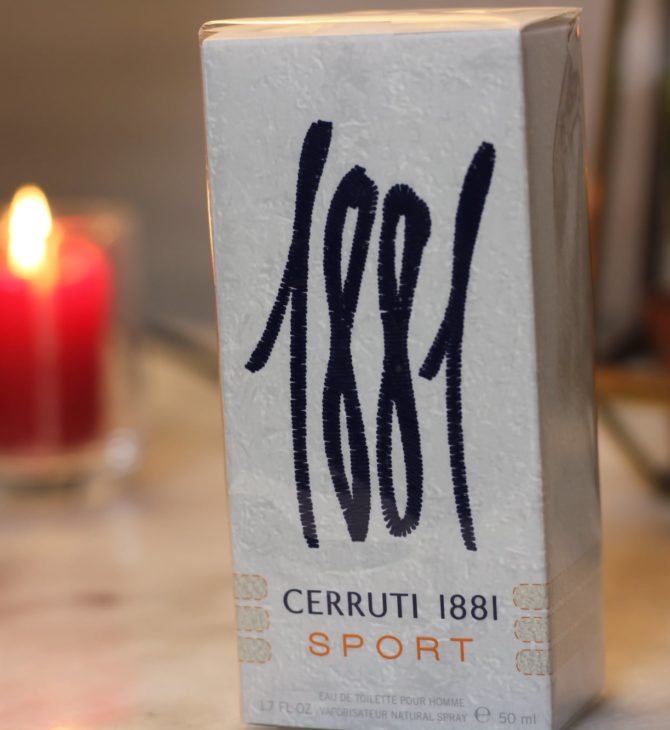 1881
CERRUTI 1881
SPORT
EAU DE TOILETTE POUR HOMME
1.7 FL OZ VAPORISATEUR NATURAL SPRAY ℮ 50 ml